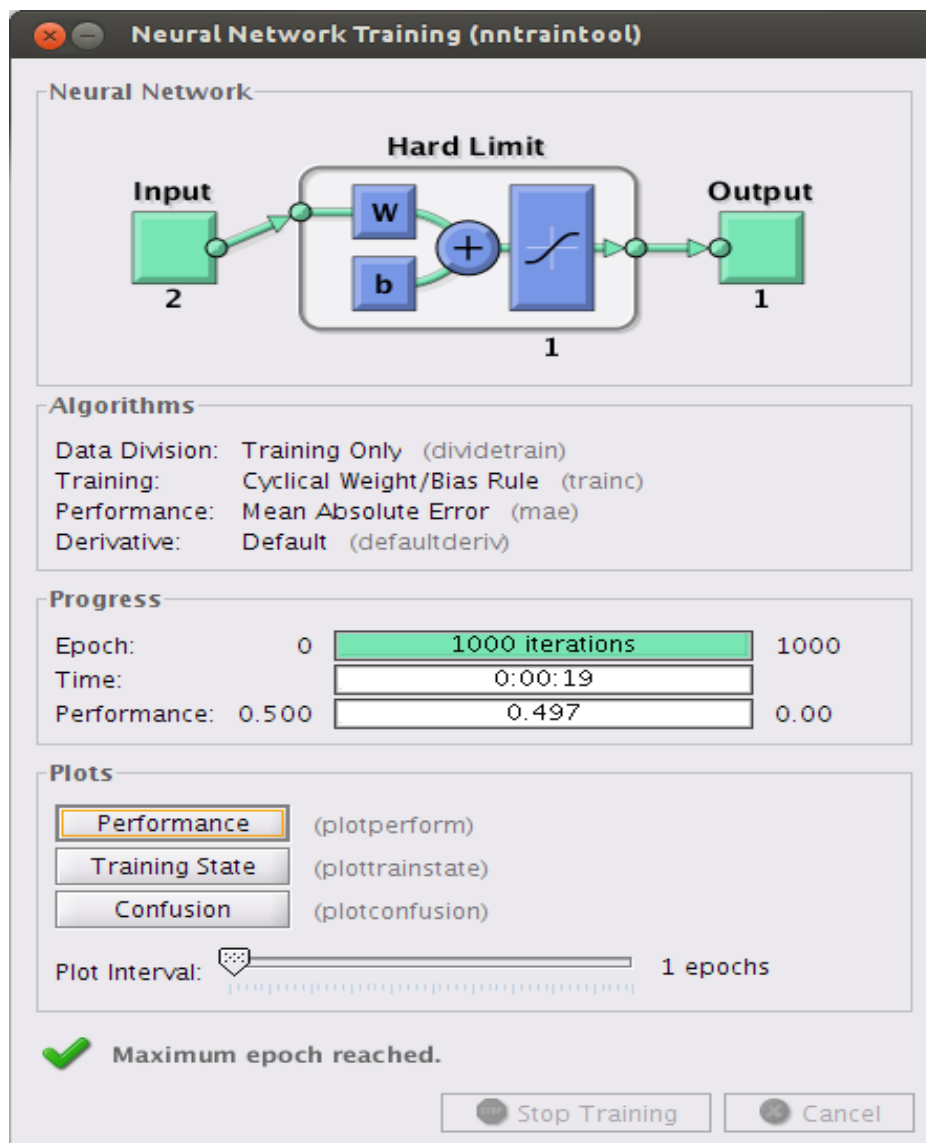 Neural Network Training (nntraintool)
Neural Network
Hard Limit
Input
Output
W
b
+
2
1
1
Algorithms
Data Division: Training Only (dividetrain)
Training: Cyclical Weight/Bias Rule (trainc)
Performance: Mean Absolute Error (mae)
Derivative: Default (defaultderiv)
Progress
Epoch: 0 1000 iterations 1000
Time: 0:00:19
Performance: 0.500 0.497 0.00
Plots
Performance (plotperform)
Training State (plottrainstate)
Confusion (plotconfusion)
Plot Interval: 1 epochs
Maximum epoch reached.
STOP Stop Training Cancel